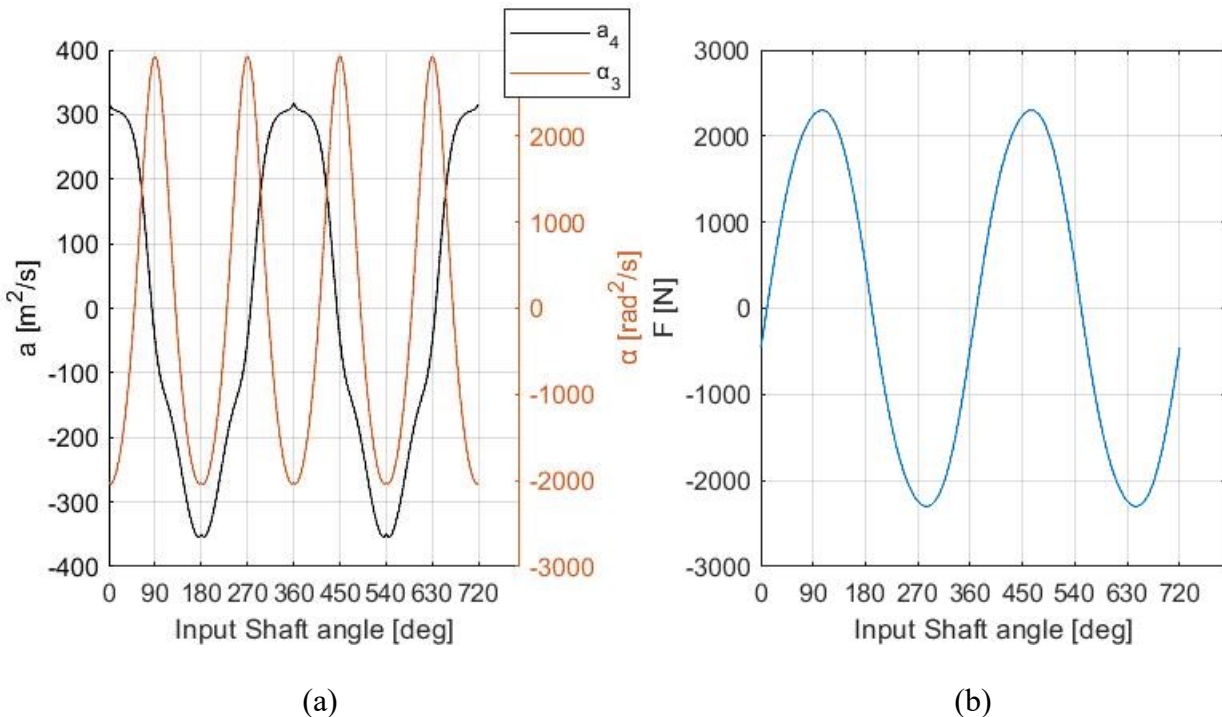 a₄
α₃
400
300
200
100
0
-100
-200
-300
-400
a [m²/s]
2000
1000
0
-1000
-2000
-3000
α [rad²/s]
0 90 180 270 360 450 540 630 720
Input Shaft angle [deg]
(a)
3000
2000
1000
0
-1000
-2000
-3000
F [N]
0 90 180 270 360 450 540 630 720
Input Shaft angle [deg]
(b)